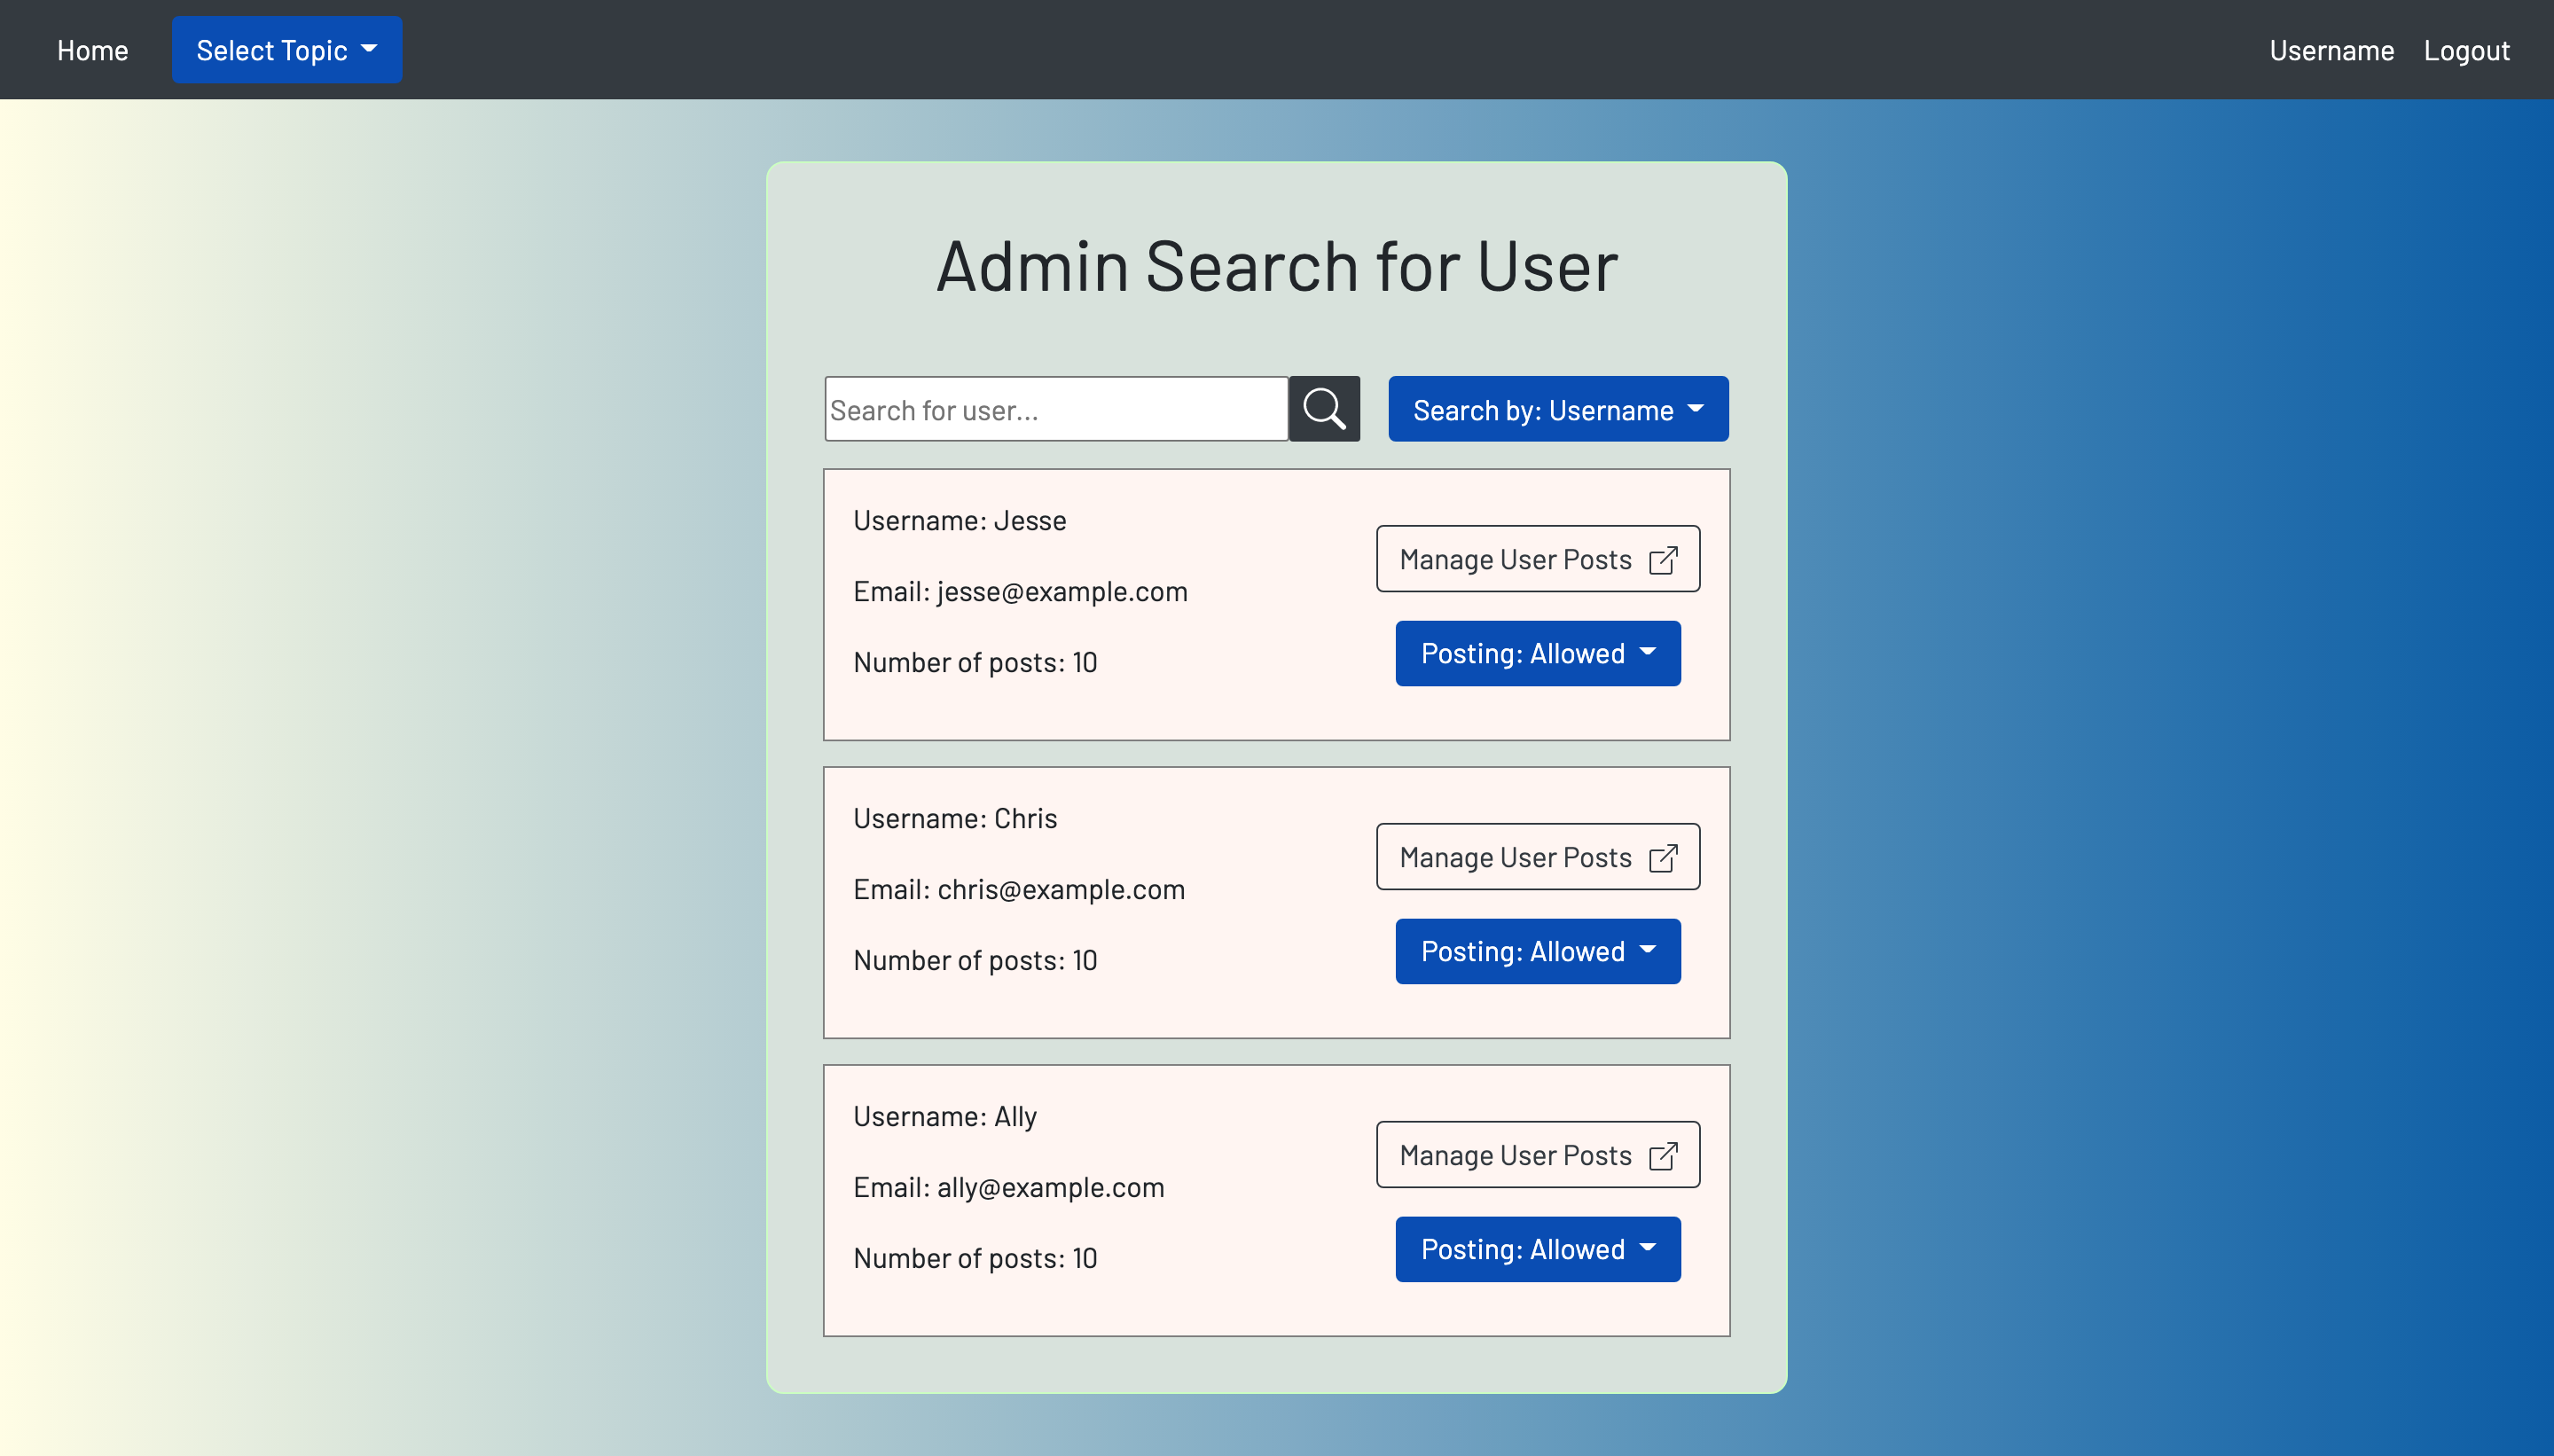 Home Select Topic Username Logout
Admin Search for User
Search for user... Search by: Username
Username: Jesse
Manage User Posts
Email: jesse@example.com
Posting: Allowed
Number of posts: 10
Username: Chris
Manage User Posts
Email: chris@example.com
Posting: Allowed
Number of posts: 10
Username: Ally
Manage User Posts
Email: ally@example.com
Posting: Allowed
Number of posts: 10